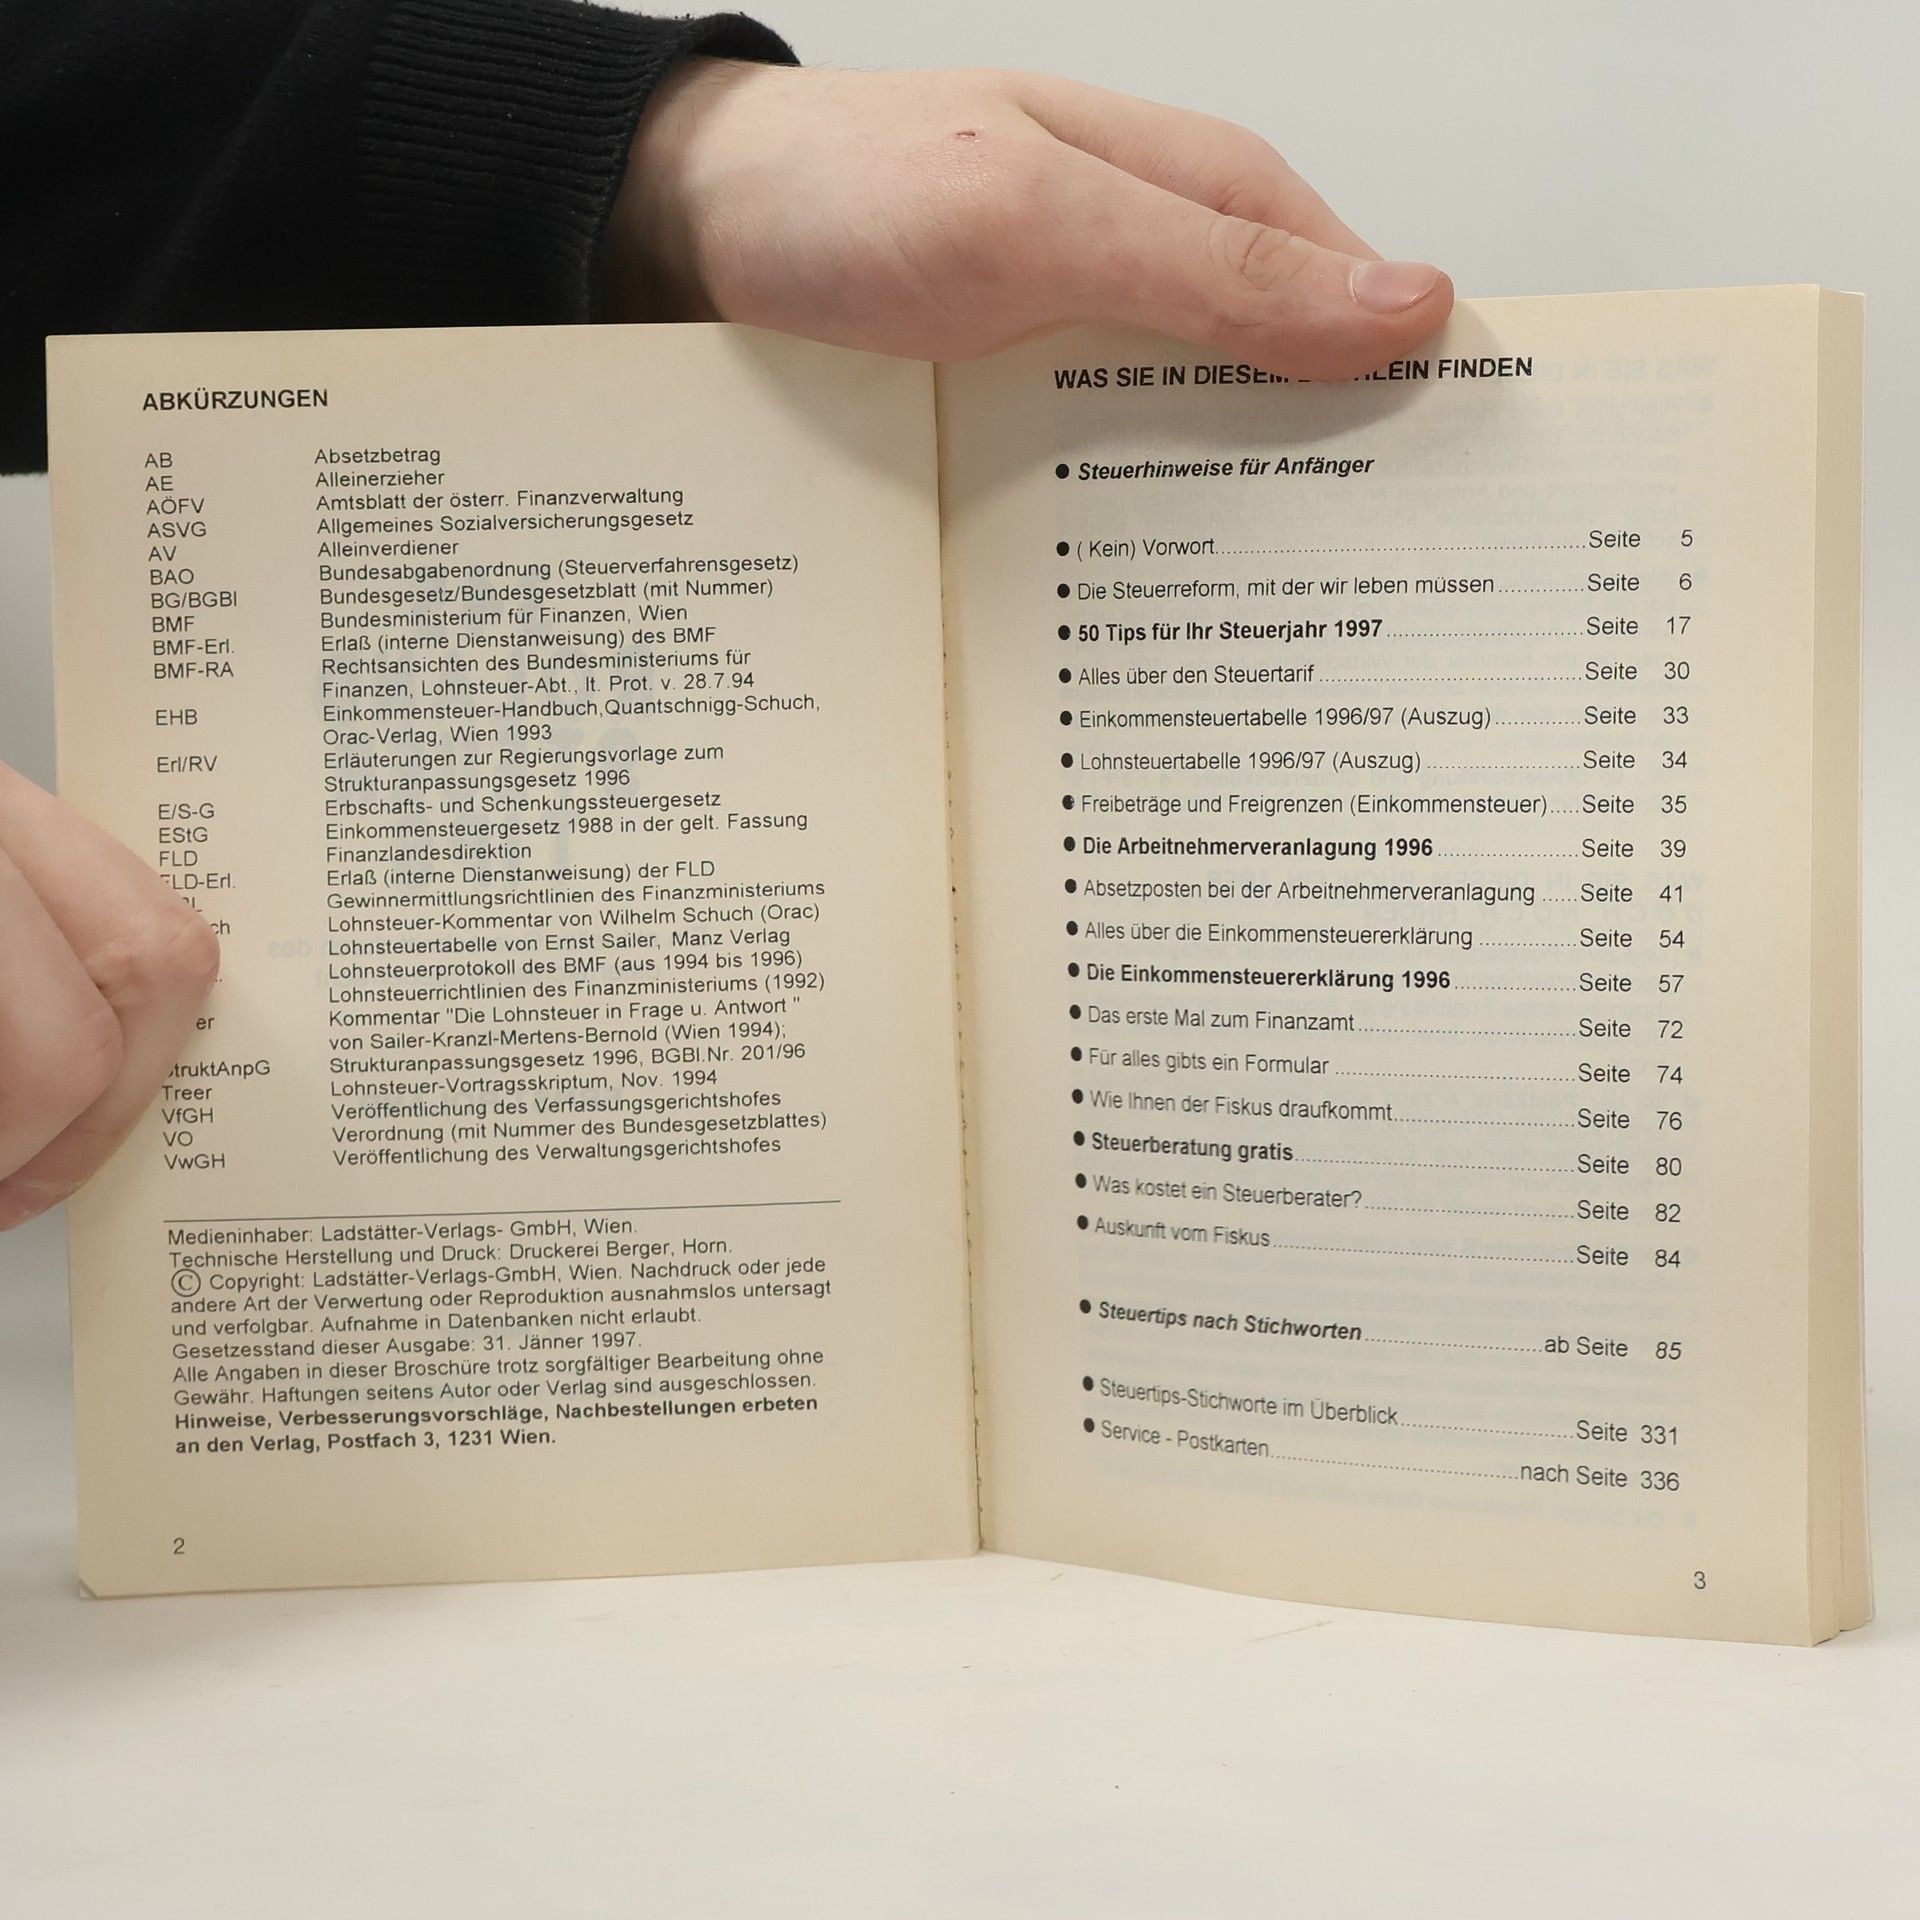 ABKÜRZUNGEN
AB Absetzbetrag
AE Alleinerzieher
AÖFV Amtsblatt der österr. Finanzverwaltung
ASVG Allgemeines Sozialversicherungsgesetz
AV Alleinverdiener
BAO Bundesabgabenordnung (Steuerverfahrensgesetz)
BG/BGBl Bundesgesetz/Bundesgesetzblatt (mit Nummer)
BMF Bundesministerium für Finanzen, Wien
BMF-Erl. Erlaß (interne Dienstanweisung) des BMF
BMF-RA Rechtsansichten des Bundesministeriums für
Finanzen, Lohnsteuer-Abt., lt. Prot. v. 28.7.94
EHB Einkommensteuer-Handbuch,Quantschnigg-Schuch,
Orac-Verlag, Wien 1993
Erl/RV Erläuterungen zur Regierungsvorlage zum
Strukturanpassungsgesetz 1996
E/S-G Erbschafts- und Schenkungssteuergesetz
EStG Einkommensteuergesetz 1988 in der gelt. Fassung
FLD Finanzlandesdirektion
FLD-Erl. Erlaß (interne Dienstanweisung) der FLD
Gewinnermittlungsrichtlinien des Finanzministeriums
Lohnsteuer-Kommentar von Wilhelm Schuch (Orac)
Lohnsteuertabelle von Ernst Sailer, Manz Verlag
Lohnsteuerprotokoll des BMF (aus 1994 bis 1996)
Lohnsteuerrichtlinien des Finanzministeriums (1992)
Kommentar "Die Lohnsteuer in Frage u. Antwort "
von Sailer-Kranzl-Mertens-Bernold (Wien 1994);
StruktAnpG Strukturanpassungsgesetz 1996, BGBl.Nr. 201/96
Treer Lohnsteuer-Vortragsskriptum, Nov. 1994
VfGH Veröffentlichung des Verfassungsgerichtshofes
VO Verordnung (mit Nummer des Bundesgesetzblattes)
VwGH Veröffentlichung des Verwaltungsgerichtshofes
Medieninhaber: Ladstätter-Verlags- GmbH, Wien.
Technische Herstellung und Druck: Druckerei Berger, Horn.
© Copyright: Ladstätter-Verlags-GmbH, Wien. Nachdruck oder jede
andere Art der Verwertung oder Reproduktion ausnahmslos untersagt
und verfolgbar. Aufnahme in Datenbanken nicht erlaubt.
Gesetzesstand dieser Ausgabe: 31. Jänner 1997.
Alle Angaben in dieser Broschüre trotz sorgfältiger Bearbeitung ohne
Gewähr. Haftungen seitens Autor oder Verlag sind ausgeschlossen.
Hinweise, Verbesserungsvorschläge, Nachbestellungen erbeten
an den Verlag, Postfach 3, 1231 Wien.
2
WAS SIE IN DIESEM FINDEN
● Steuerhinweise für Anfänger
● ( Kein) Vorwort Seite 5
● Die Steuerreform, mit der wir leben müssen Seite 6
● 50 Tips für Ihr Steuerjahr 1997 Seite 17
● Alles über den Steuertarif Seite 30
● Einkommensteuertabelle 1996/97 (Auszug) Seite 33
● Lohnsteuertabelle 1996/97 (Auszug) Seite 34
● Freibeträge und Freigrenzen (Einkommensteuer) Seite 35
● Die Arbeitnehmerveranlagung 1996 Seite 39
● Absetzposten bei der Arbeitnehmerveranlagung Seite 41
● Alles über die Einkommensteuererklärung Seite 54
● Die Einkommensteuererklärung 1996 Seite 57
● Das erste Mal zum Finanzamt Seite 72
● Für alles gibts ein Formular Seite 74
● Wie Ihnen der Fiskus draufkommt Seite 76
● Steuerberatung gratis Seite 80
● Was kostet ein Steuerberater? Seite 82
● Auskunft vom Fiskus Seite 84
● Steuertips nach Stichworten ab Seite 85
● Steuertips-Stichworte im Überblick Seite 331
● Service - Postkarten nach Seite 336
3